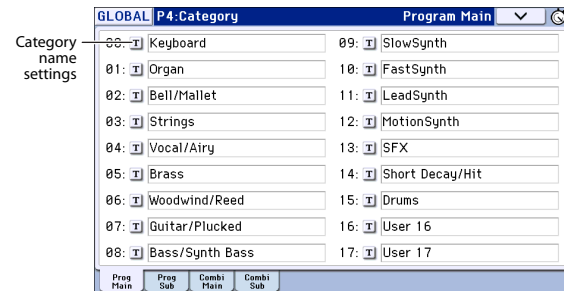 GLOBAL P4:Category Program Main
Category name settings
00: T Keyboard
01: T Organ
02: T Bell/Mallet
03: T Strings
04: T Vocal/Airy
05: T Brass
06: T Woodwind/Reed
07: T Guitar/Plucked
08: T Bass/Synth Bass
09: T SlowSynth
10: T FastSynth
11: T LeadSynth
12: T MotionSynth
13: T SFX
14: T Short Decay/Hit
15: T Drums
16: T User 16
17: T User 17
Prog Main
Prog Sub
Combi Main
Combi Sub